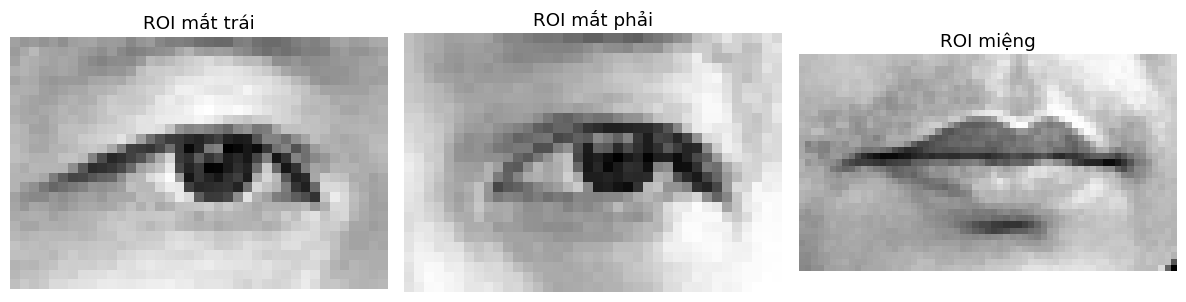 ROI mắt trái
ROI mắt phải
ROI miệng